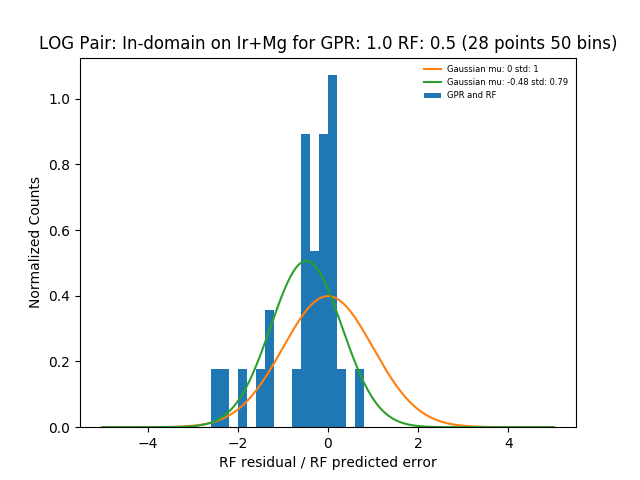 LOG Pair: In-domain on Ir+Mg for GPR: 1.0 RF: 0.5 (28 points 50 bins)
Gaussian mu: 0 std: 1
Gaussian mu: -0.48 std: 0.79
GPR and RF
Normalized Counts
1.0
0.8
0.6
0.4
0.2
0.0
−4 −2 0 2 4
RF residual / RF predicted error